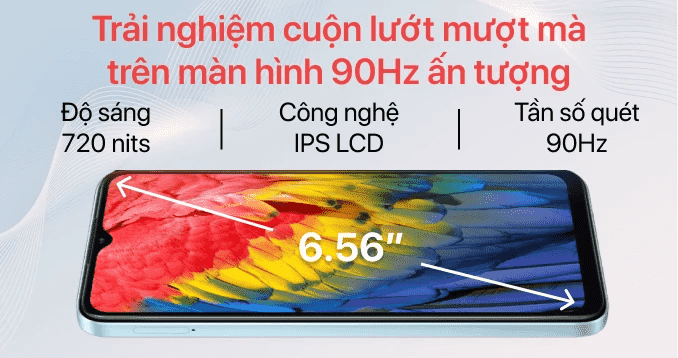 Trải nghiệm cuộn lướt mượt mà
trên màn hình 90Hz ấn tượng
Độ sáng
720 nits
Công nghệ
IPS LCD
Tần số quét
90Hz
6.56”